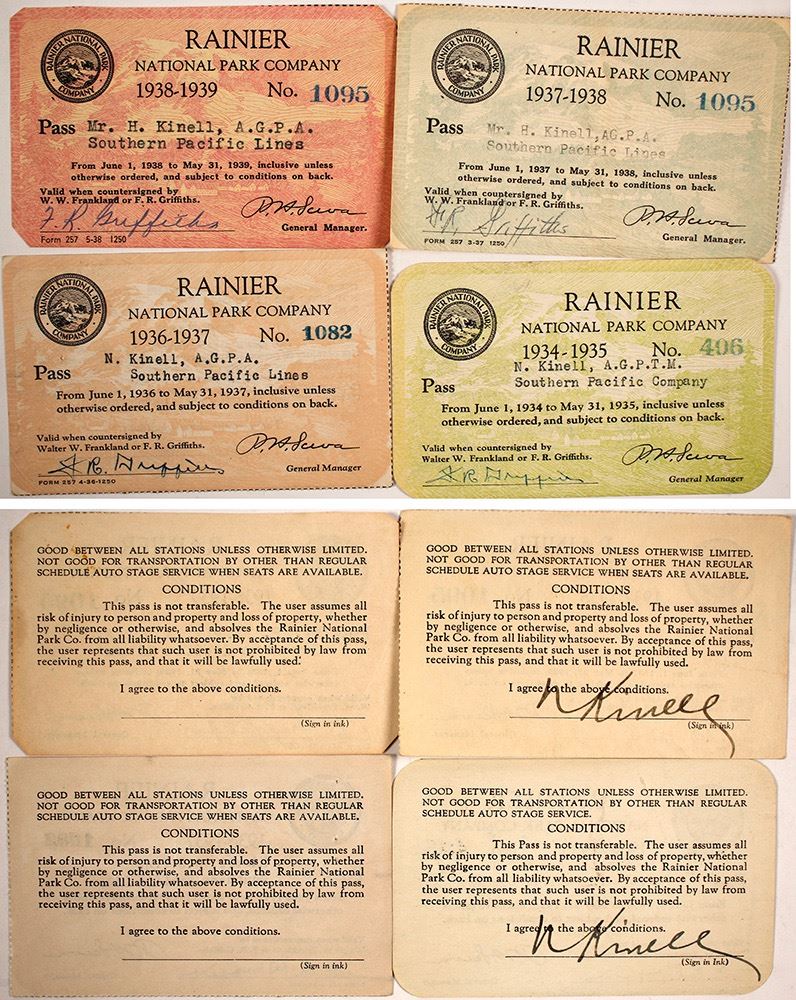 RAINIER NATIONAL PARK
COMPANY
RAINIER
NATIONAL PARK COMPANY
1938-1939 No. 1095
Pass Mr. H. Kinell, A.G.P.A.
Southern Pacific Lines
From June 1, 1938 to May 31, 1939, inclusive unless
otherwise ordered, and subject to conditions on back.
Valid when countersigned by
W. W. Frankland or F. R. Griffiths.
F. R. Griffiths
General Manager.
Form 257 5-38 1250
RAINIER NATIONAL PARK
COMPANY
RAINIER
NATIONAL PARK COMPANY
1937-1938 No. 1095
Pass Mr. H. Kinell,AG.P.A.
Southern Pacific Lines
From June 1, 1937 to May 31, 1938, inclusive unless
otherwise ordered, and subject to conditions on back.
Valid when countersigned by
W. W. Frankland or F. R. Griffiths.
F. R. Griffiths
General Manager.
FORM 257 3-37 1250
RAINIER NATIONAL PARK
COMPANY
RAINIER
NATIONAL PARK COMPANY
1936-1937 No. 1082
N. Kinell, A.G.P.A.
Pass Southern Pacific Lines
From June 1, 1936 to May 31, 1937, inclusive unless
otherwise ordered, and subject to conditions on back.
Valid when countersigned by
Walter W. Frankland or F. R. Griffiths.
F. R. Griffiths
General Manager
FORM 257 4-36-1250
RAINIER NATIONAL PARK
COMPANY
RAINIER
NATIONAL PARK COMPANY
1934-1935 No. 406
N. Kinell, A.G.P.T.M.
Pass Southern Pacific Company
From June 1, 1934 to May 31, 1935, inclusive unless
otherwise ordered, and subject to conditions on back.
Valid when countersigned by
Walter W. Frankland or F. R. Griffiths.
F. R. Griffiths
General Manager
GOOD BETWEEN ALL STATIONS UNLESS OTHERWISE LIMITED.
NOT GOOD FOR TRANSPORTATION BY OTHER THAN REGULAR
SCHEDULE AUTO STAGE SERVICE WHEN SEATS ARE AVAILABLE.
CONDITIONS
This pass is not transferable. The user assumes all
risk of injury to person and property and loss of property, whether
by negligence or otherwise, and absolves the Rainier National
Park Co. from all liability whatsoever. By acceptance of this pass,
the user represents that such user is not prohibited by law from
receiving this pass, and that it will be lawfully used.
I agree to the above conditions.
(Sign in ink)
GOOD BETWEEN ALL STATIONS UNLESS OTHERWISE LIMITED.
NOT GOOD FOR TRANSPORTATION BY OTHER THAN REGULAR
SCHEDULE AUTO STAGE SERVICE WHEN SEATS ARE AVAILABLE.
CONDITIONS
This pass is not transferable. The user assumes all
risk of injury to person and property and loss of property, whether
by negligence or otherwise, and absolves the Rainier National
Park Co. from all liability whatsoever. By acceptance of this pass,
the user represents that such user is not prohibited by law from
receiving this pass, and that it will be lawfully used.
I agree to the above conditions.
N Kinell
(Sign in ink)
GOOD BETWEEN ALL STATIONS UNLESS OTHERWISE LIMITED.
NOT GOOD FOR TRANSPORTATION BY OTHER THAN REGULAR
SCHEDULE AUTO STAGE SERVICE WHEN SEATS ARE AVAILABLE.
CONDITIONS
This pass is not transferable. The user assumes all
risk of injury to person and property and loss of property, whether
by negligence or otherwise, and absolves the Rainier National
Park Co. from all liability whatsoever. By acceptance of this pass,
the user represents that such user is not prohibited by law from
receiving this pass, and that it will be lawfully used.
I agree to the above conditions.
(Sign in ink)
GOOD BETWEEN ALL STATIONS UNLESS OTHERWISE LIMITED.
NOT GOOD FOR TRANSPORTATION BY OTHER THAN REGULAR
SCHEDULE AUTO STAGE SERVICE.
CONDITIONS
This Pass is not transferable. The user assumes all
risk of injury to person and property and loss of property, whether
by negligence or otherwise, and absolves the Rainier National
Park Co. from all liability whatsoever. By acceptance of this pass,
the user represents that such user is not prohibited by law from
receiving this pass, and that it will be lawfully used.
I agree to the above conditions.
N Kinell
(Sign in Ink)